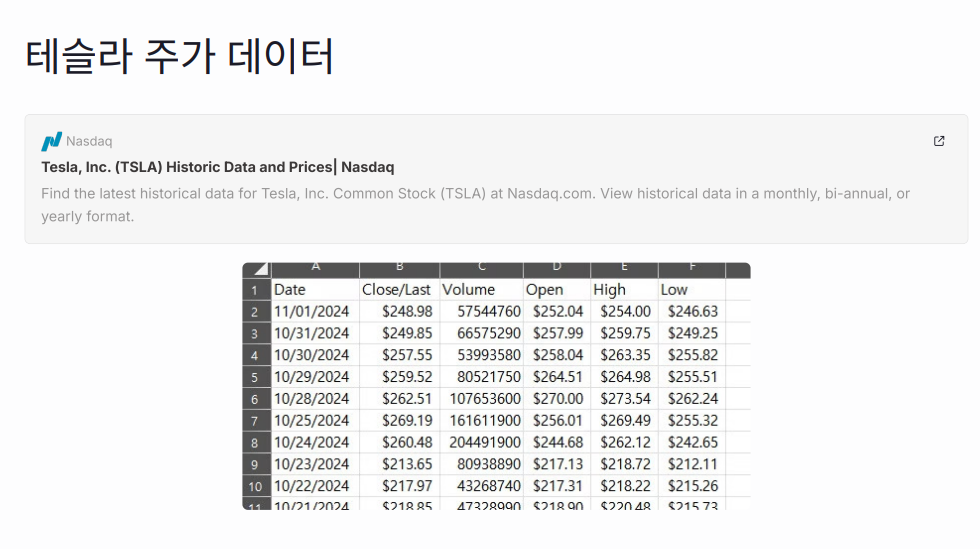 테슬라 주가 데이터
Nasdaq
Tesla, Inc. (TSLA) Historic Data and Prices| Nasdaq
Find the latest historical data for Tesla, Inc. Common Stock (TSLA) at Nasdaq.com. View historical data in a monthly, bi-annual, or
yearly format.
A B C D E F
1 Date Close/Last Volume Open High Low
2 11/01/2024 $248.98 57544760 $252.04 $254.00 $246.63
3 10/31/2024 $249.85 66575290 $257.99 $259.75 $249.25
4 10/30/2024 $257.55 53993580 $258.04 $263.35 $255.82
5 10/29/2024 $259.52 80521750 $264.51 $264.98 $255.51
6 10/28/2024 $262.51 107653600 $270.00 $273.54 $262.24
7 10/25/2024 $269.19 161611900 $256.01 $269.49 $255.32
8 10/24/2024 $260.48 204491900 $244.68 $262.12 $242.65
9 10/23/2024 $213.65 80938890 $217.13 $218.72 $212.11
10 10/22/2024 $217.97 43268740 $217.31 $218.22 $215.26
11 10/21/2024 $218.85 47328990 $218.90 $220.48 $215.73